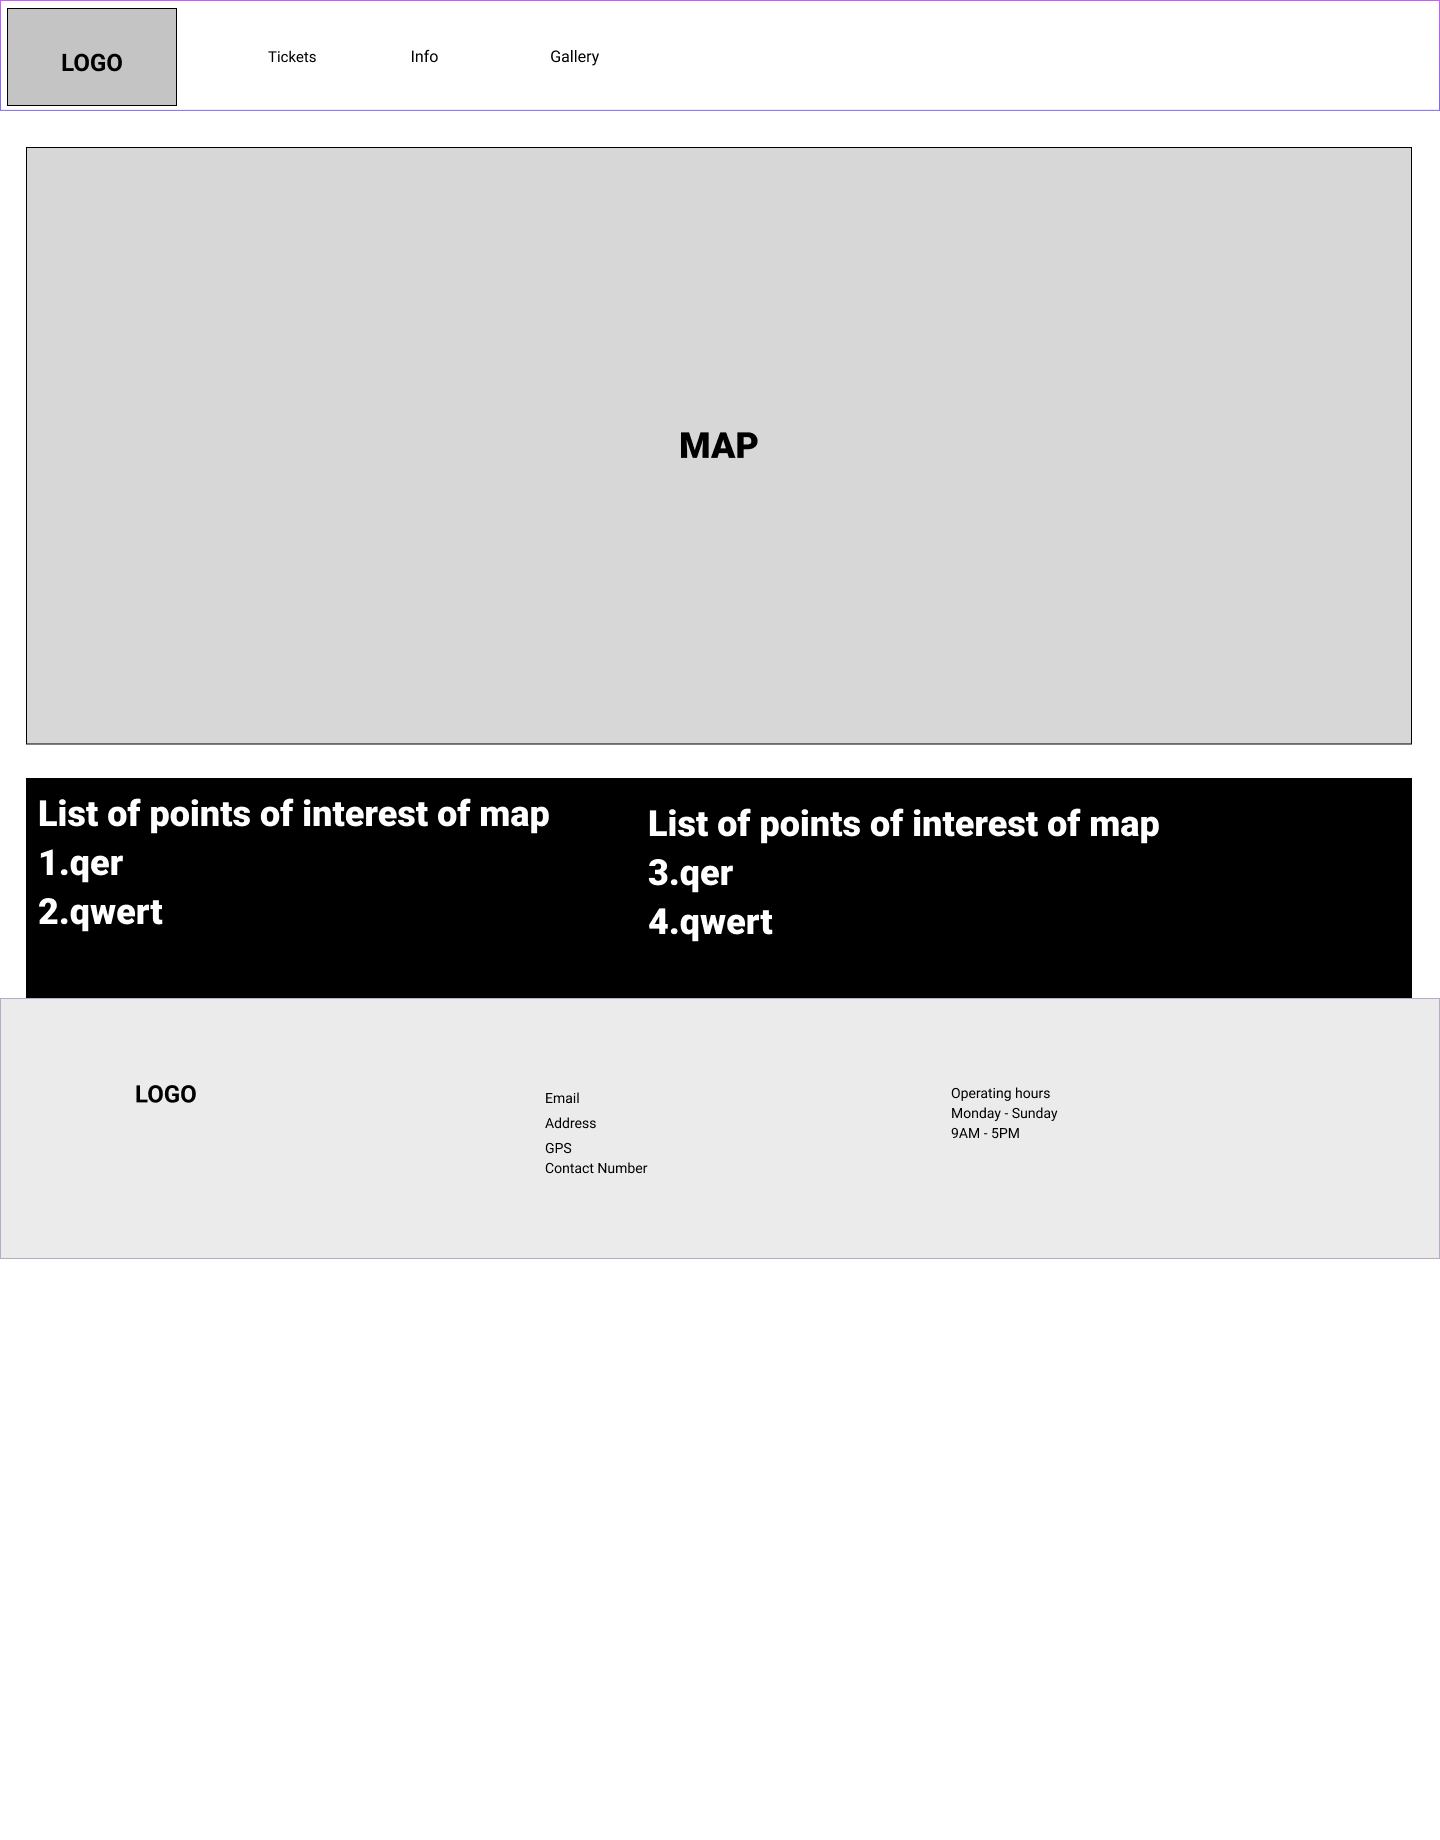 LOGO
Tickets
Info
Gallery
MAP
List of points of interest of map
1.qer
2.qwert
List of points of interest of map
3.qer
4.qwert
LOGO
Email
Address
GPS
Contact Number
Operating hours
Monday - Sunday
9AM - 5PM